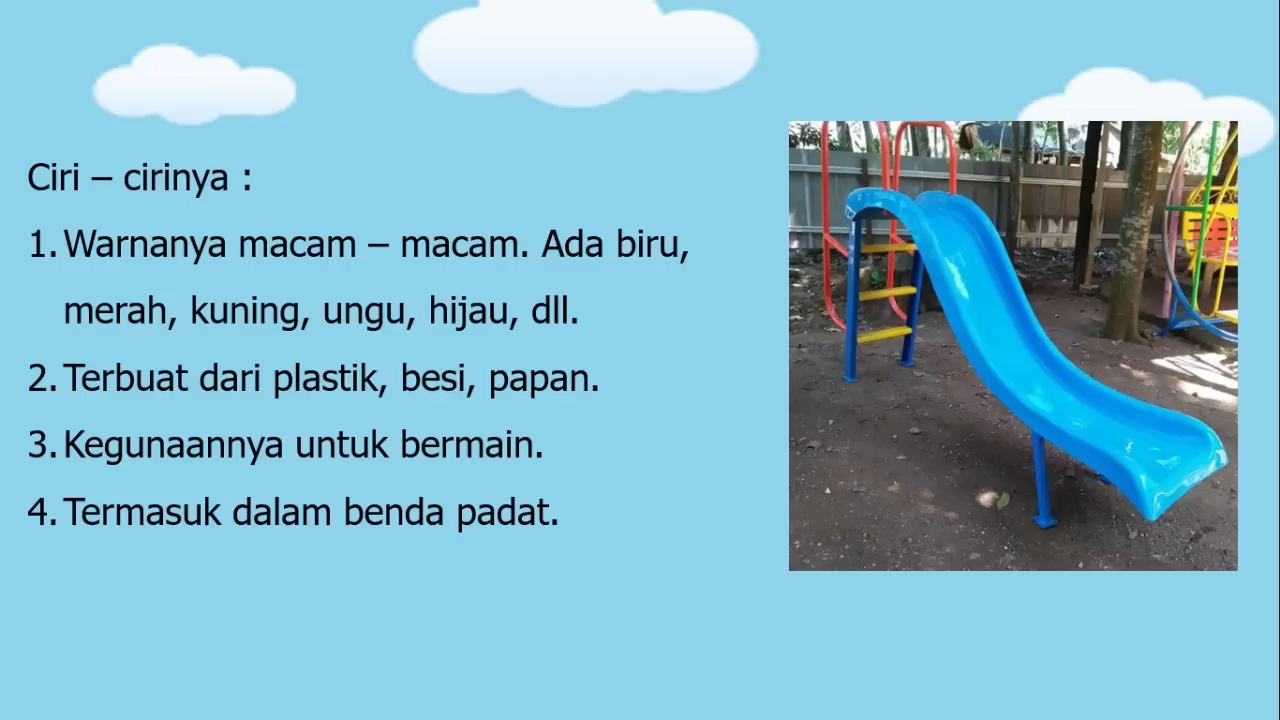 Ciri – cirinya :
1. Warnanya macam – macam. Ada biru,
merah, kuning, ungu, hijau, dll.
2. Terbuat dari plastik, besi, papan.
3. Kegunaannya untuk bermain.
4. Termasuk dalam benda padat.